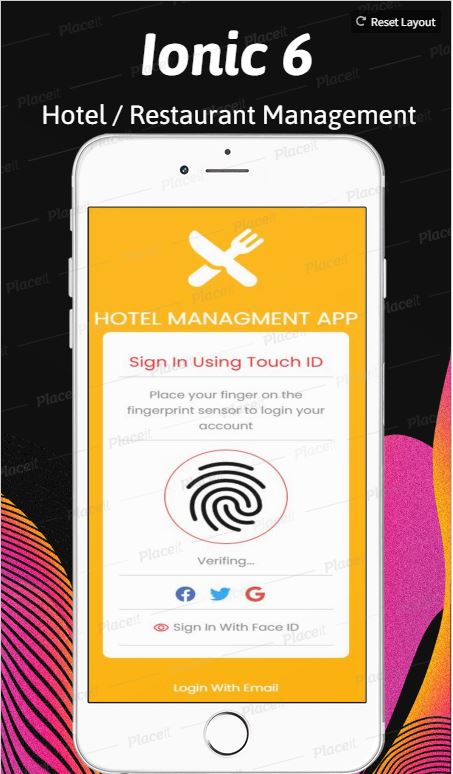 Reset Layout
Ionic 6
Hotel / Restaurant Management
HOTEL MANAGMENT APP
Sign In Using Touch ID
Place your finger on the
fingerprint sensor to login your
account
Verifing...
Sign In With Face ID
Login With Email
Placeit